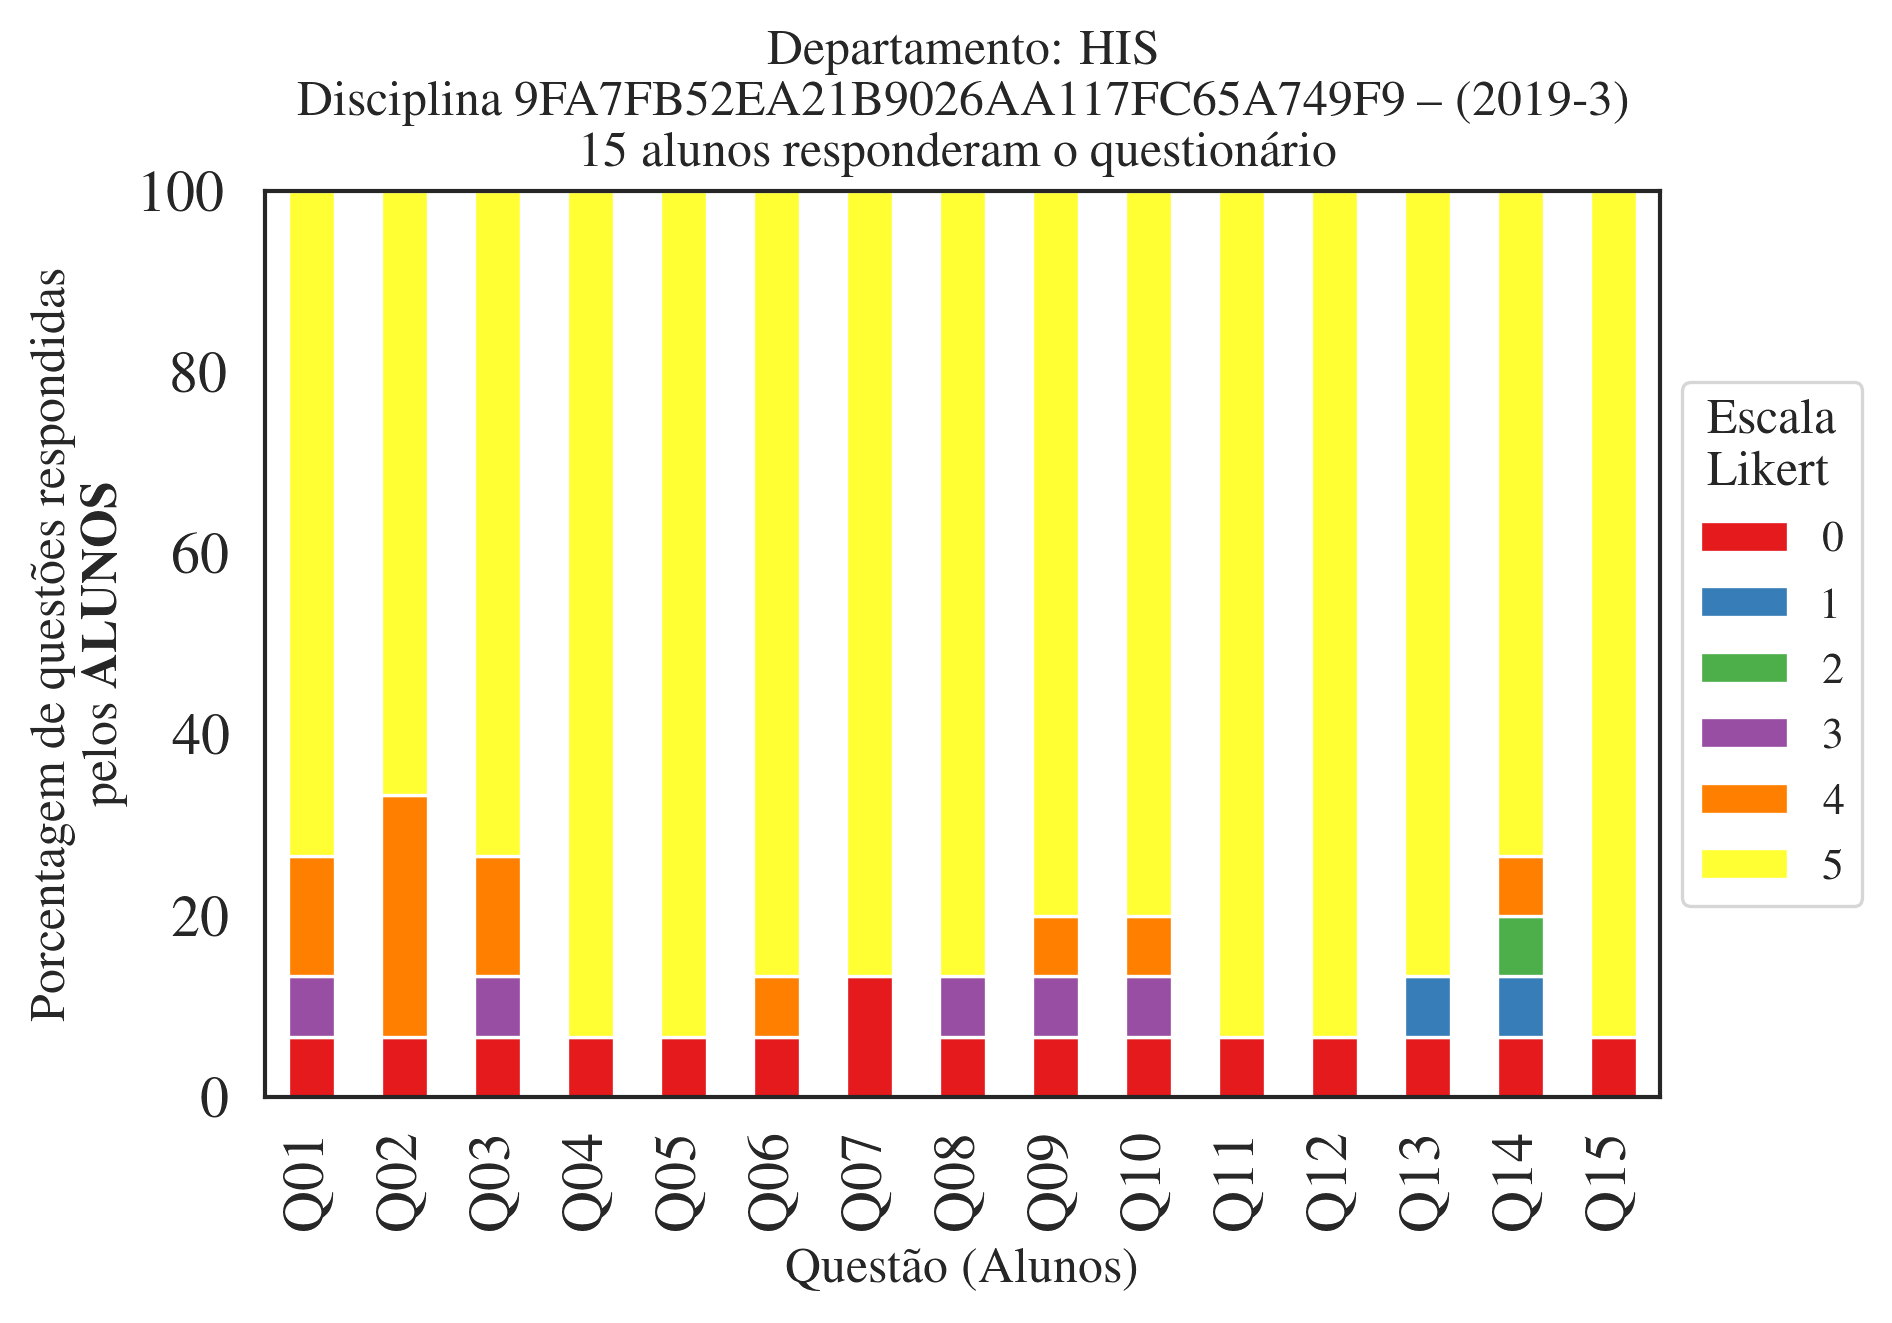 Departamento: HIS
Disciplina 9FA7FB52EA21B9026AA117FC65A749F9 – (2019-3)
15 alunos responderam o questionário
Porcentagem de questões respondidas
pelos ALUNOS
100
80
60
40
20
0
Q01
Q02
Q03
Q04
Q05
Q06
Q07
Q08
Q09
Q10
Q11
Q12
Q13
Q14
Q15
Questão (Alunos)
Escala
Likert
0
1
2
3
4
5